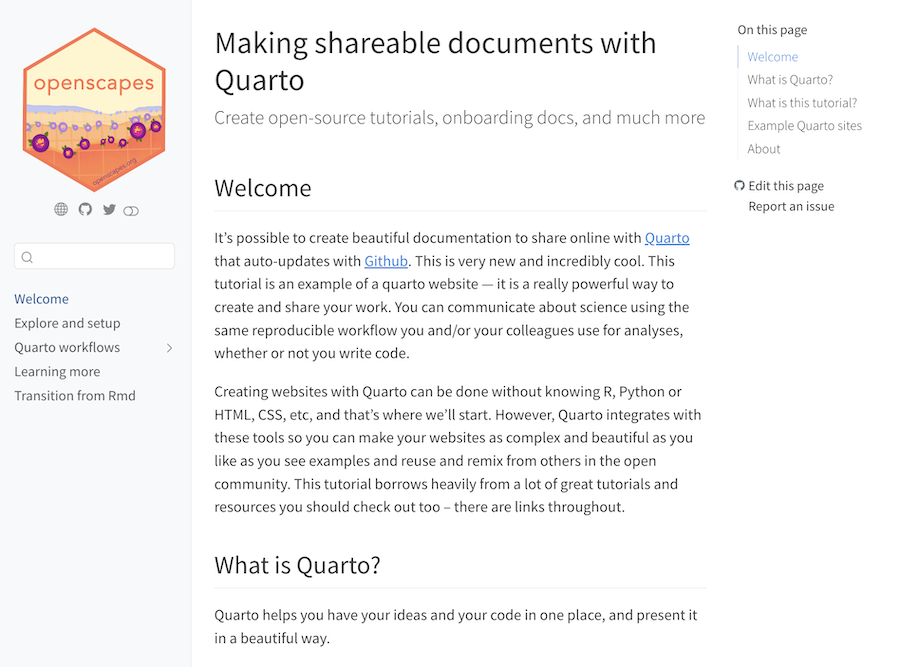 openscapes
openscapes.org
Welcome
Explore and setup
Quarto workflows
Learning more
Transition from Rmd
Making shareable documents with
Quarto
Create open-source tutorials, onboarding docs, and much more
Welcome
It’s possible to create beautiful documentation to share online with Quarto
that auto-updates with Github. This is very new and incredibly cool. This
tutorial is an example of a quarto website — it is a really powerful way to
create and share your work. You can communicate about science using the
same reproducible workflow you and/or your colleagues use for analyses,
whether or not you write code.
Creating websites with Quarto can be done without knowing R, Python or
HTML, CSS, etc, and that’s where we’ll start. However, Quarto integrates with
these tools so you can make your websites as complex and beautiful as you
like as you see examples and reuse and remix from others in the open
community. This tutorial borrows heavily from a lot of great tutorials and
resources you should check out too – there are links throughout.
What is Quarto?
Quarto helps you have your ideas and your code in one place, and present it
in a beautiful way.
On this page
Welcome
What is Quarto?
What is this tutorial?
Example Quarto sites
About
Edit this page
Report an issue